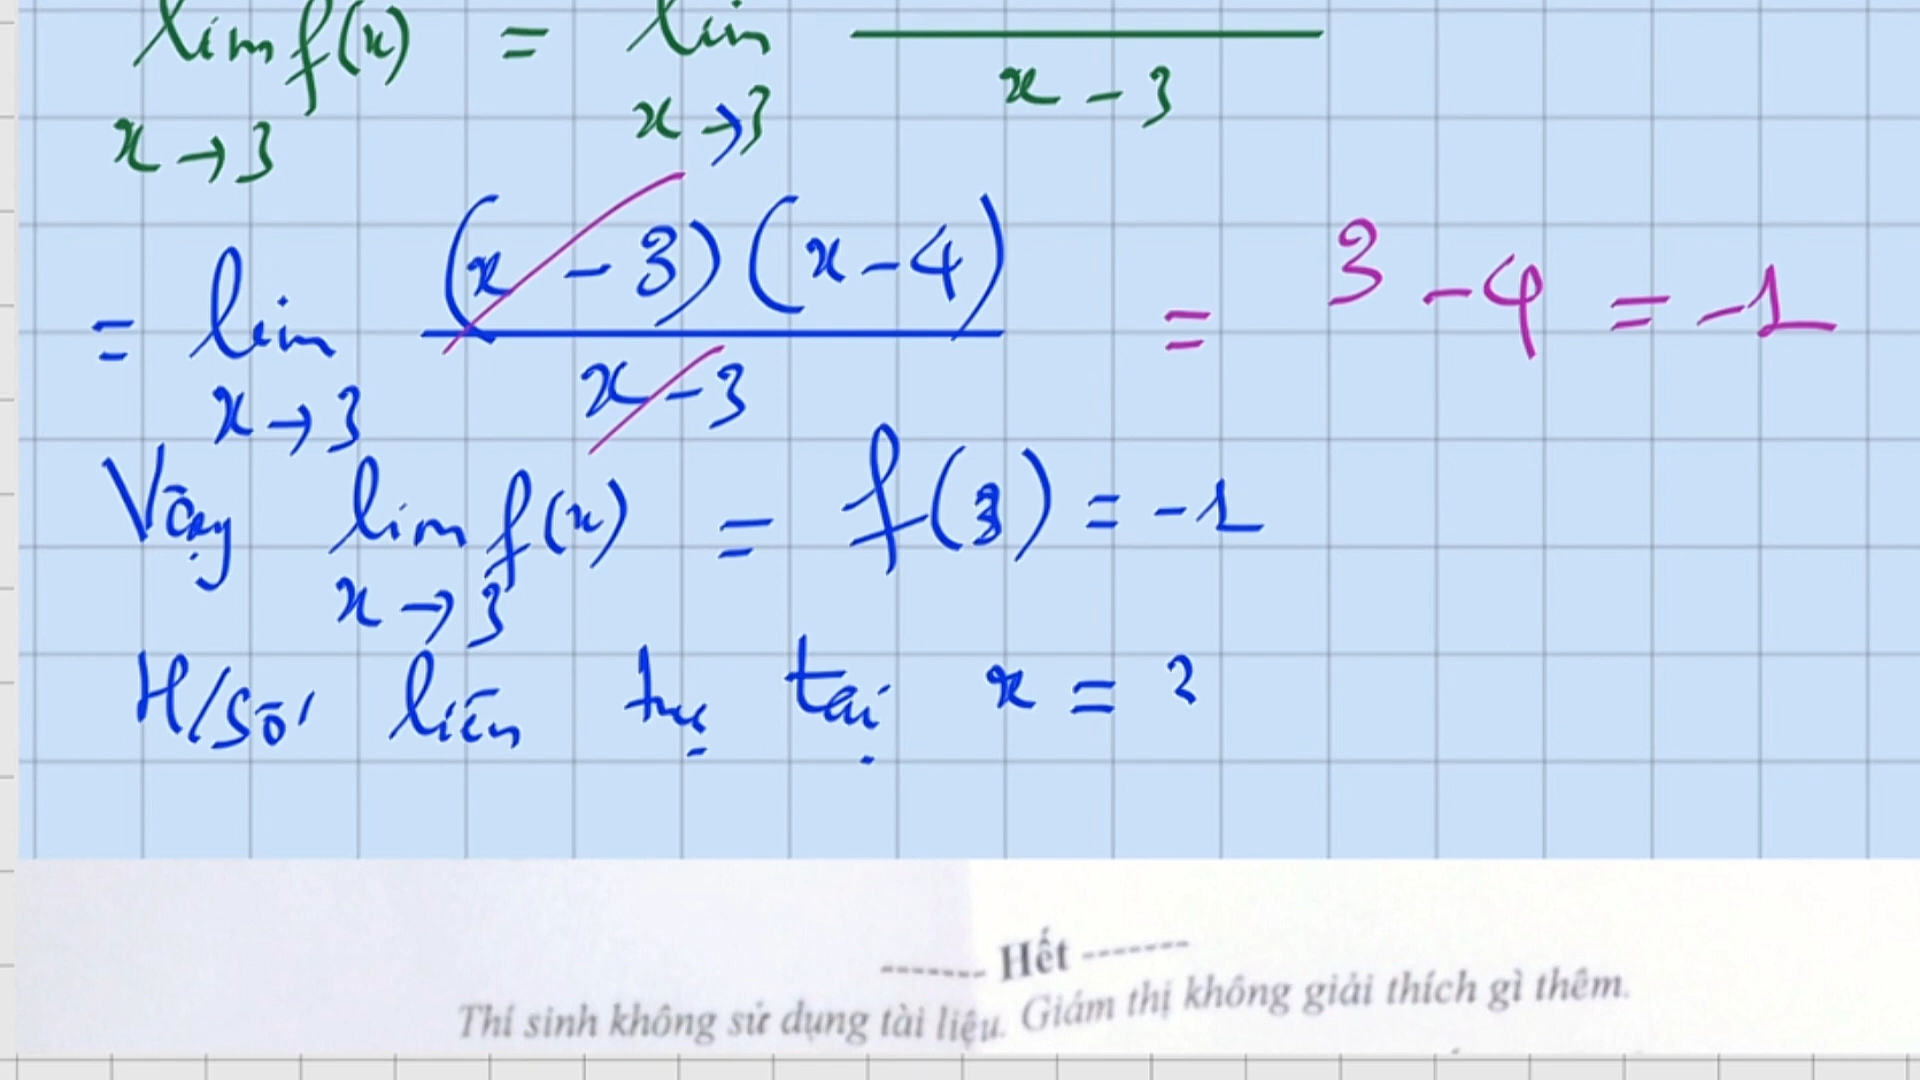 lim f(x) = lim
x - 3
x→3 x→3
= lim (x - 3)(x - 4) / x - 3 = 3 - 4 = -1
x→3
Vậy lim f(x) = f(3) = -1
x→3
H/số liên tục tại x =
------- Hết -------
Thí sinh không sử dụng tài liệu. Giám thị không giải thích gì thêm.